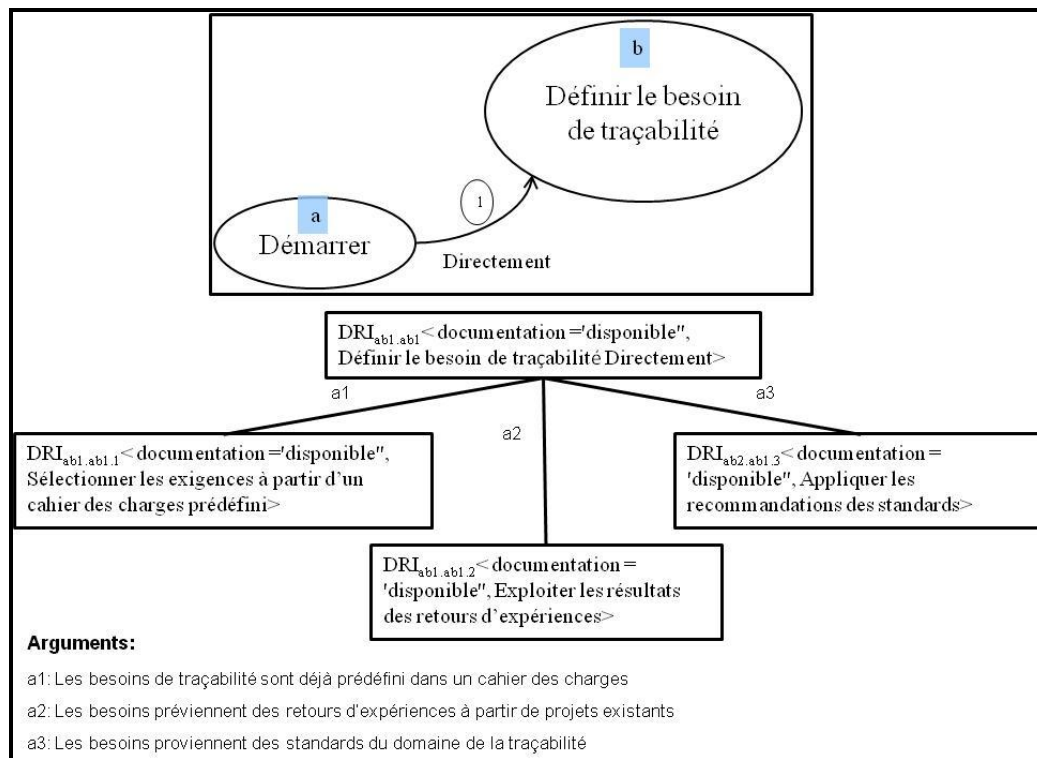 b
Définir le besoin
de traçabilité
1
a
Démarrer
Directement
DRIab1.ab1< documentation ='disponible",
Définir le besoin de traçabilité Directement>
a1
a2
a3
DRIab1.ab1.1< documentation ='disponible",
Sélectionner les exigences à partir d'un
cahier des charges prédéfini>
DRIab2.ab1.3< documentation =
'disponible", Appliquer les
recommandations des standards>
DRIab1.ab1.2< documentation =
'disponible", Exploiter les résultats
des retours d'expériences>
Arguments:
a1: Les besoins de traçabilité sont déjà prédéfini dans un cahier des charges
a2: Les besoins préviennent des retours d'expériences à partir de projets existants
a3: Les besoins proviennent des standards du domaine de la traçabilité